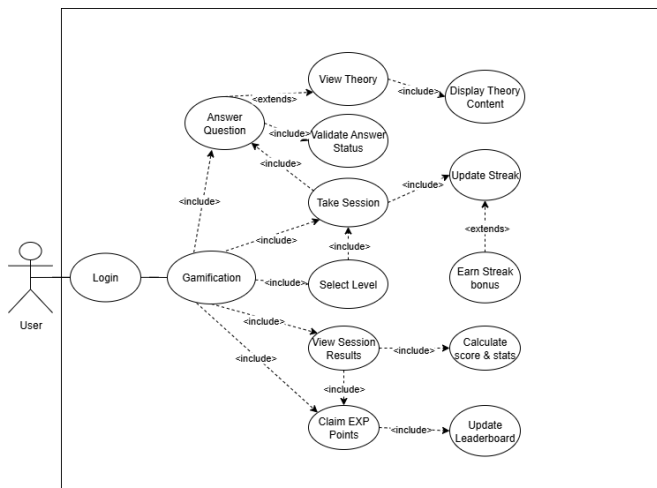 View Theory
<include>
Display Theory
Content
<extends>
Answer
Question
<include>
Validate Answer
Status
<include>
<include>
Take Session
<include>
Update Streak
<include>
<include>
<extends>
User
Login
Gamification
<include>
Select Level
Earn Streak
bonus
<include>
<include>
View Session
Results
<include>
Calculate
score & stats
<include>
Claim EXP
Points
<include>
Update
Leaderboard